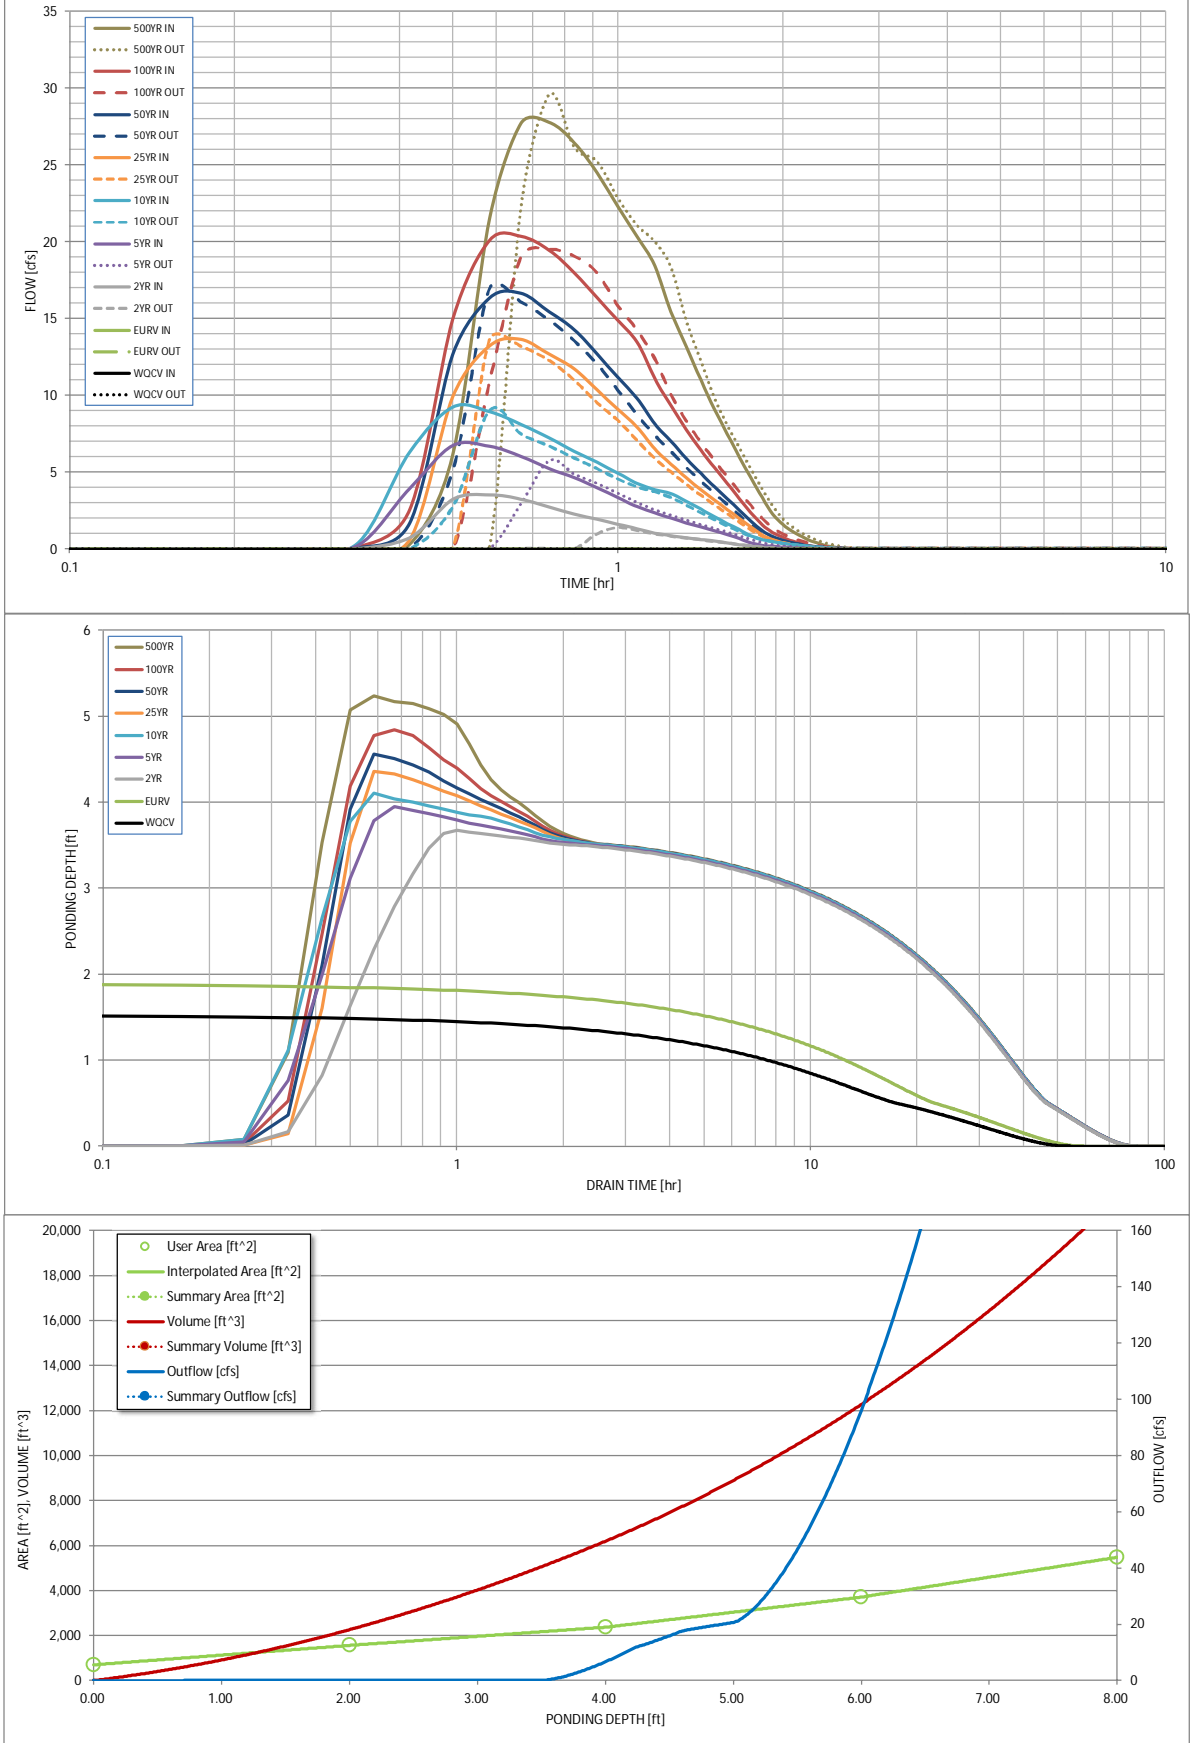 35
30
25
20
15
10
5
0
FLOW [cfs]
500YR IN
500YR OUT
100YR IN
100YR OUT
50YR IN
50YR OUT
25YR IN
25YR OUT
10YR IN
10YR OUT
5YR IN
5YR OUT
2YR IN
2YR OUT
EURV IN
EURV OUT
WQCV IN
WQCV OUT
0.1 1 10
TIME [hr]
6
5
4
3
2
1
0
PONDING DEPTH [ft]
500YR
100YR
50YR
25YR
10YR
5YR
2YR
EURV
WQCV
0.1 1 10 100
DRAIN TIME [hr]
20,000
18,000
16,000
14,000
12,000
10,000
8,000
6,000
4,000
2,000
0
AREA [ft^2], VOLUME [ft^3]
User Area [ft^2]
Interpolated Area [ft^2]
Summary Area [ft^2]
Volume [ft^3]
Summary Volume [ft^3]
Outflow [cfs]
Summary Outflow [cfs]
160
140
120
100
80
60
40
20
0
OUTFLOW [cfs]
0.00 1.00 2.00 3.00 4.00 5.00 6.00 7.00 8.00
PONDING DEPTH [ft]